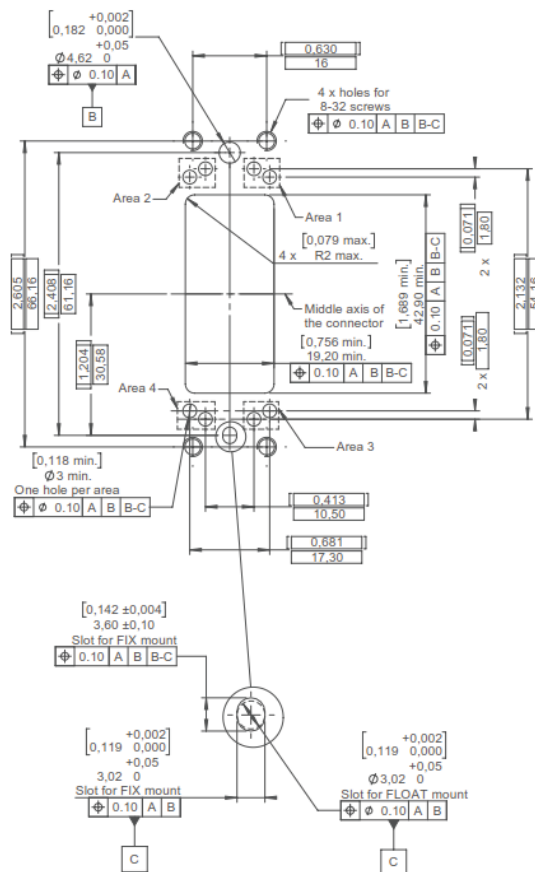 +0,002
[0,182 0,000]
+0,05
Ø4,62 0
⌖ Ø 0.10 A
B
[0,630]
16
4 x holes for
8-32 screws
⌖ Ø 0.10 A B B-C
Area 2
Area 1
[0,079 max.]
4 x R2 max.
[0,071]
1,80
2 x
[1,689 min.]
42,90 min.
⌖ 0.10 A B B-C
[2,605]
66,16
[2,408]
61,16
[2,132]
Middle axis of
the connector
[0,756 min.]
19,20 min.
⌖ 0.10 A B B-C
[1,204]
30,58
[0,071]
1,80
2 x
Area 4
Area 3
[0,118 min.]
Ø3 min.
One hole per area
⌖ Ø 0.10 A B B-C
[0,413]
10,50
[0,681]
17,30
[0,142 ±0,004]
3,60 ±0,10
Slot for FIX mount
⌖ 0.10 A B B-C
+0,002
[0,119 0,000]
+0,05
3,02 0
Slot for FIX mount
⌖ 0.10 A B
C
+0,002
[0,119 0,000]
+0,05
Ø3,02 0
Slot for FLOAT mount
⌖ Ø 0.10 A B
C